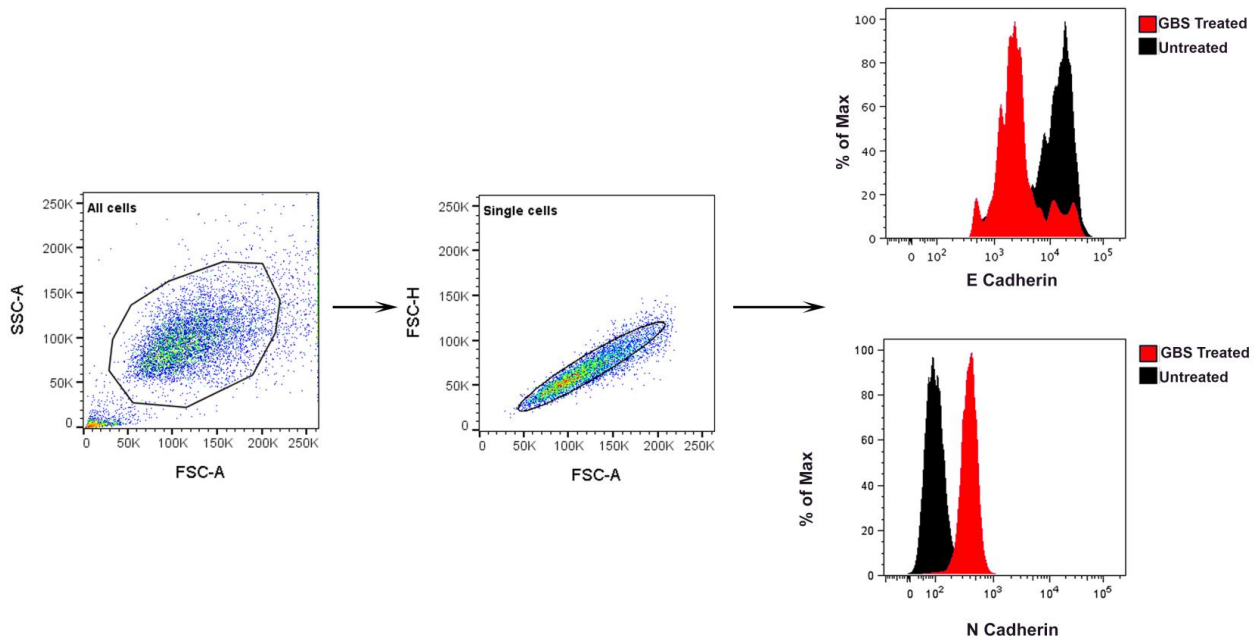 All cells
250K
200K
150K
100K
50K
0
SSC-A
0 50K 100K 150K 200K 250K
FSC-A
Single cells
250K
200K
150K
100K
50K
0
FSC-H
0 50K 100K 150K 200K 250K
FSC-A
100
80
60
40
20
0
% of Max
0 10² 10³ 10⁴ 10⁵
E Cadherin
GBS Treated
Untreated
100
80
60
40
20
0
% of Max
0 10² 10³ 10⁴ 10⁵
N Cadherin
GBS Treated
Untreated